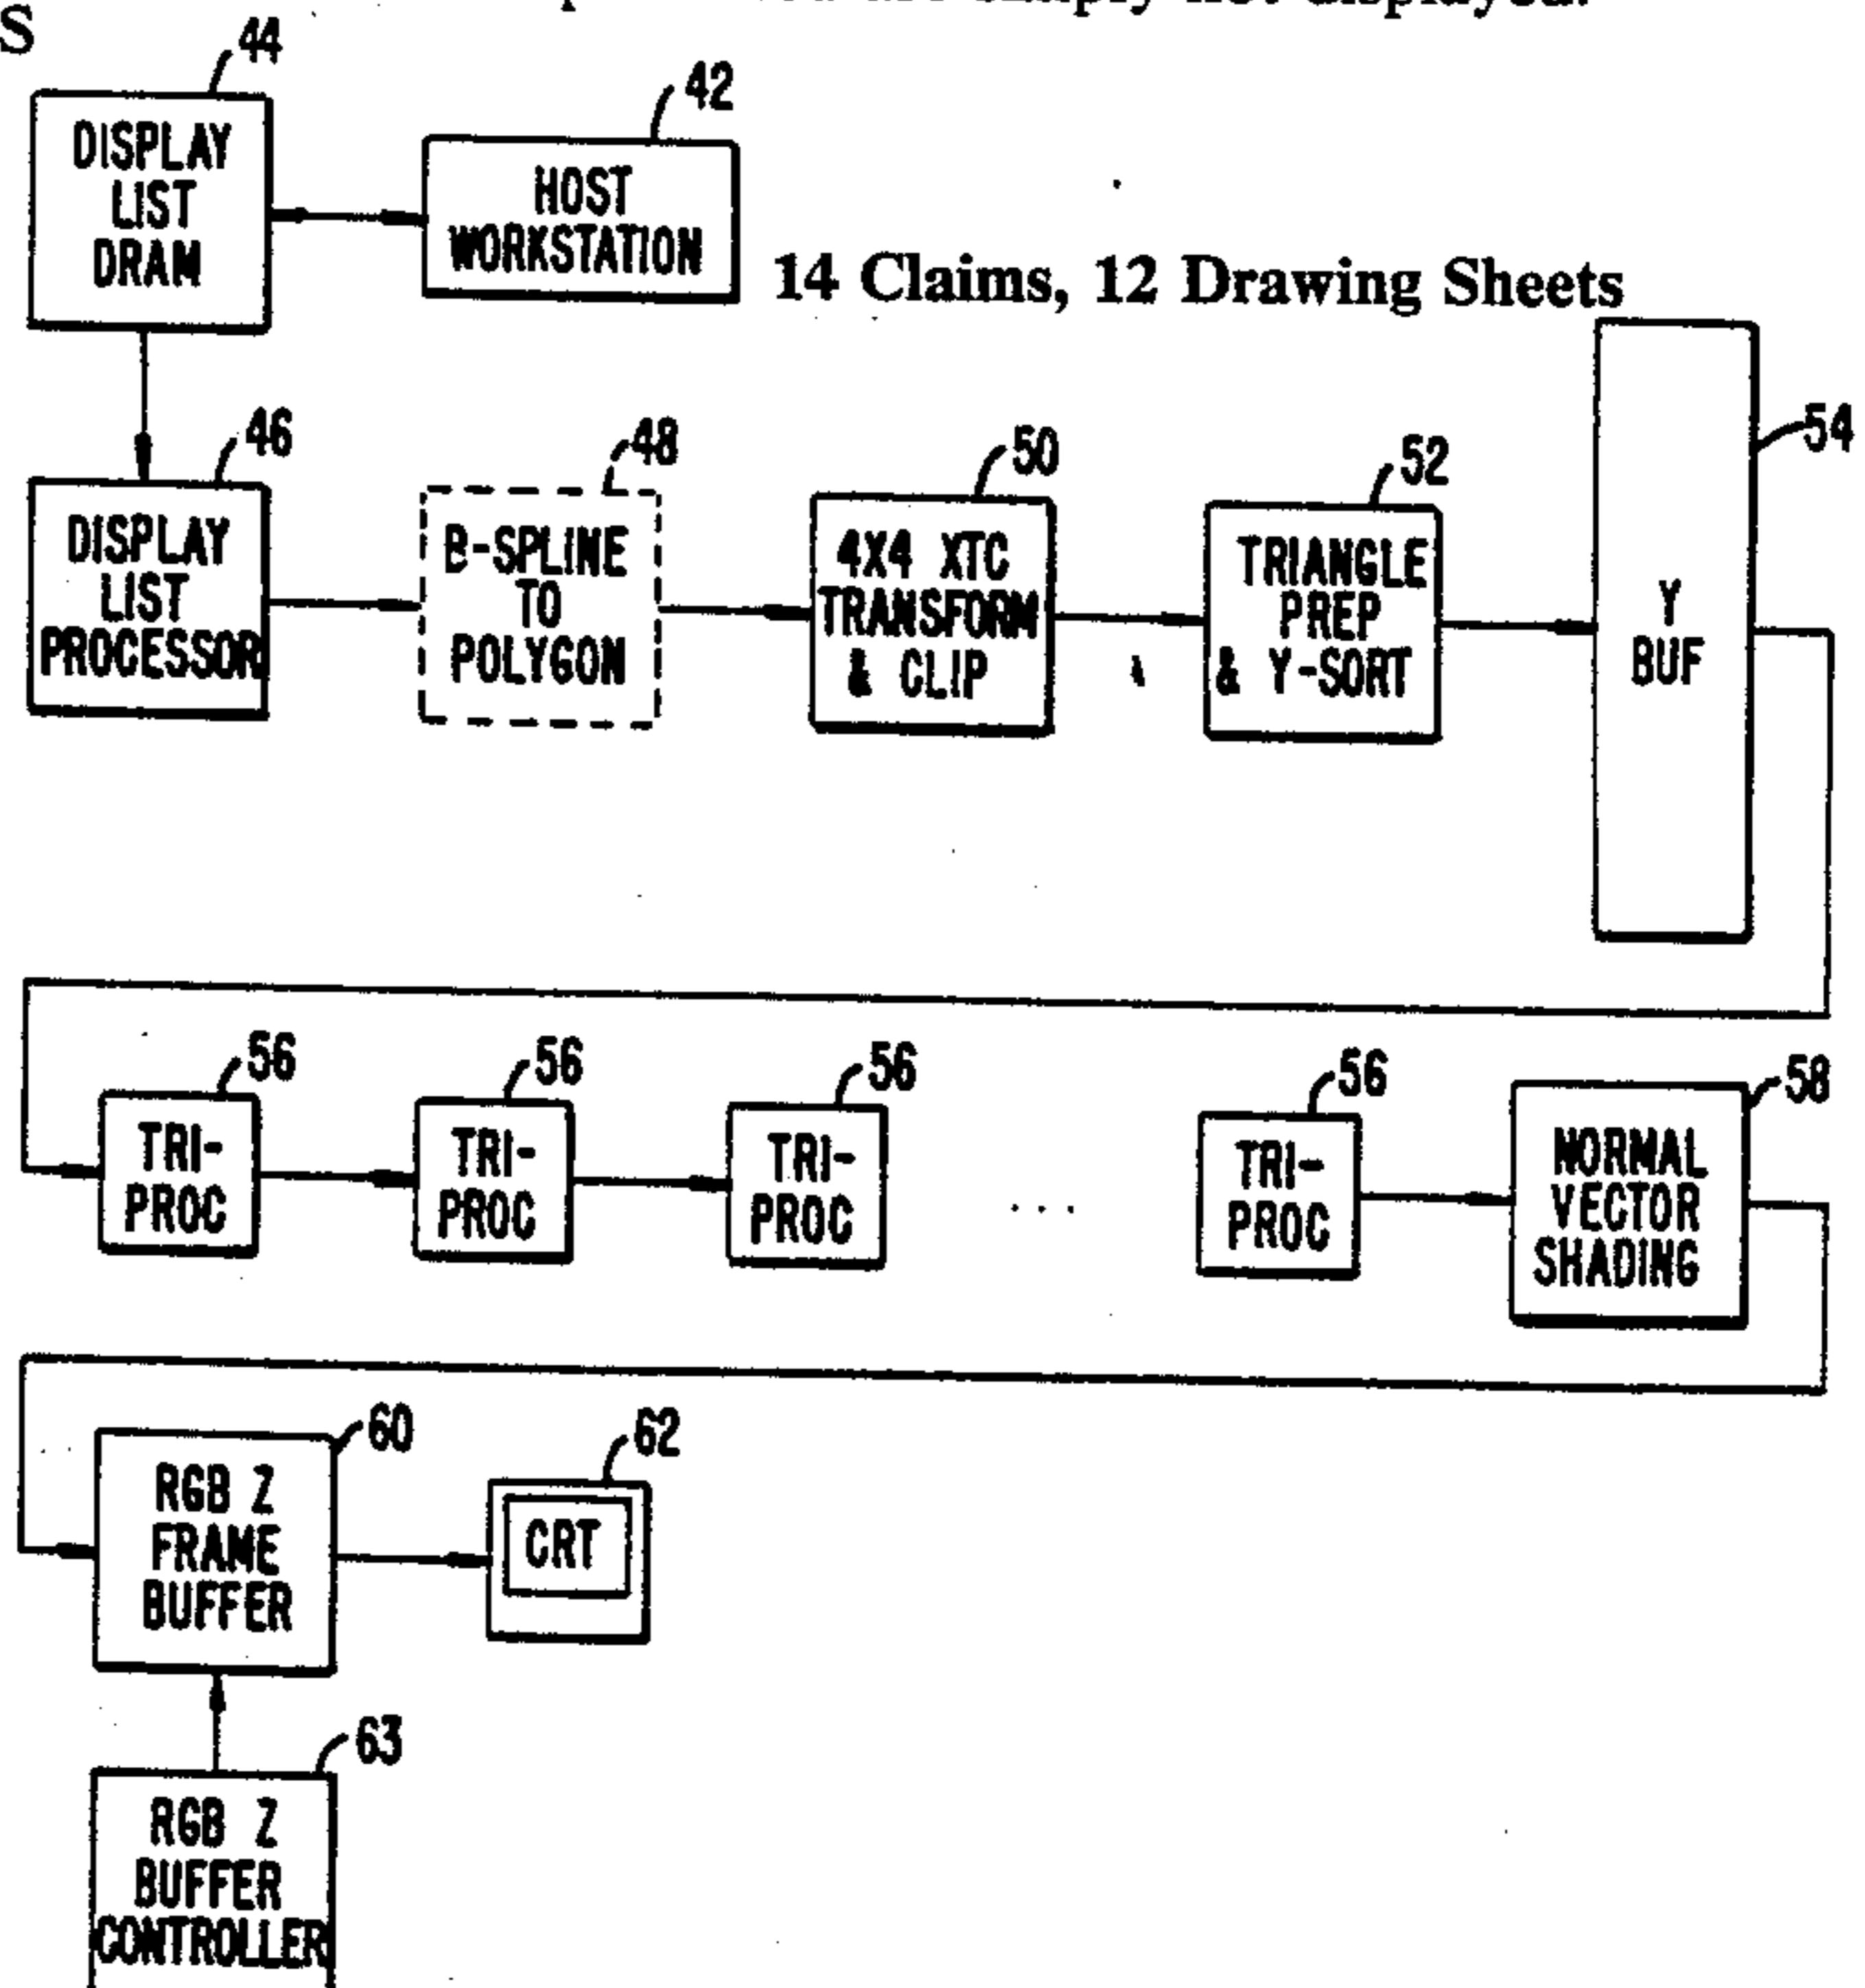 S
simply not displayed.
44
DISPLAY
LIST
DRAM
42
HOST
WORKSTATION
14 Claims, 12 Drawing Sheets
46
DISPLAY
LIST
PROCESSOR
48
B-SPLINE
TO
POLYGON
50
4X4 XTC
TRANSFORM
& CLIP
52
TRIANGLE
PREP
& Y-SORT
54
Y
BUF
56
TRI-
PROC
56
TRI-
PROC
56
TRI-
PROC
...
56
TRI-
PROC
58
NORMAL
VECTOR
SHADING
60
RGB Z
FRAME
BUFFER
62
CRT
63
RGB Z
BUFFER
CONTROLLER